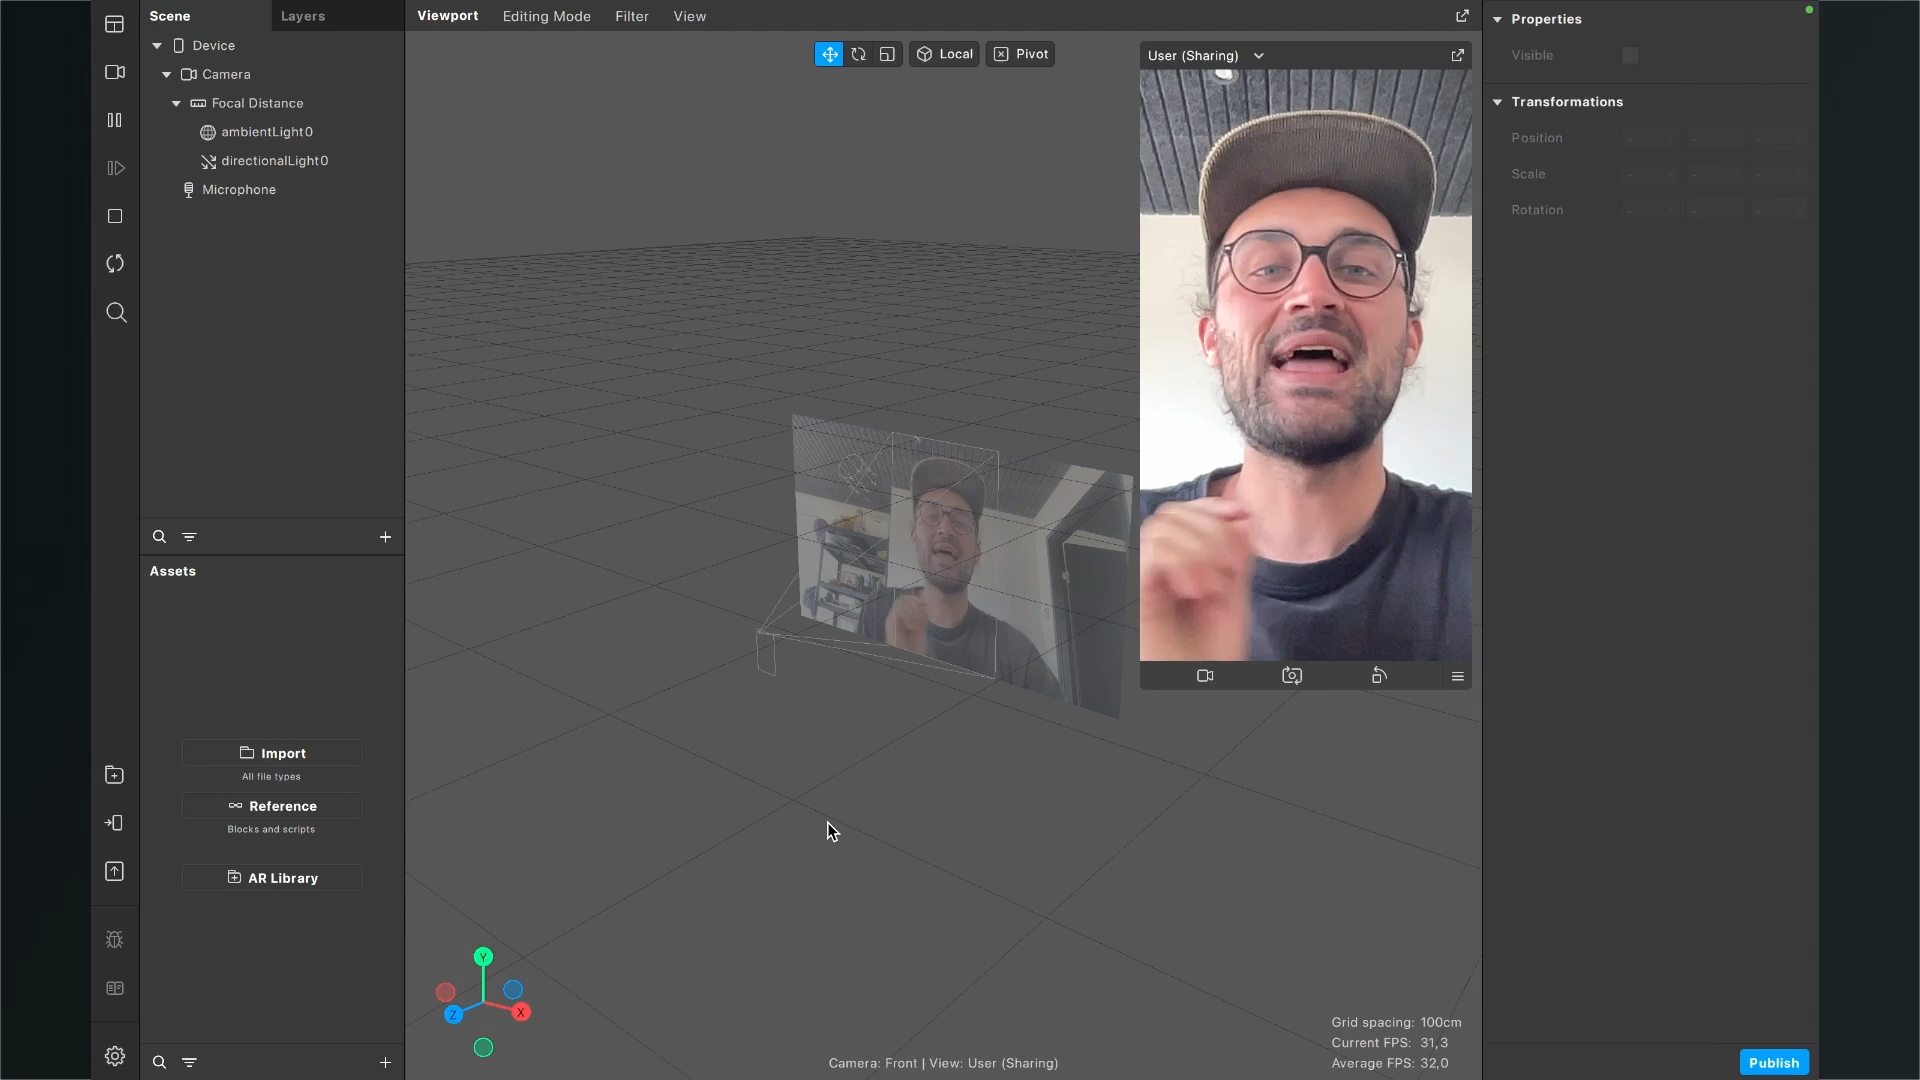 Scene
Layers
Device
Camera
Focal Distance
ambientLight0
directionalLight0
Microphone
Assets
Import
All file types
Reference
Blocks and scripts
AR Library
Viewport
Editing Mode
Filter
View
Local
Pivot
User (Sharing)
Y
Z
X
Camera: Front | View: User (Sharing)
Grid spacing: 100cm
Current FPS: 31,3
Average FPS: 32,0
Properties
Visible
Transformations
Position
Scale
Rotation
Publish